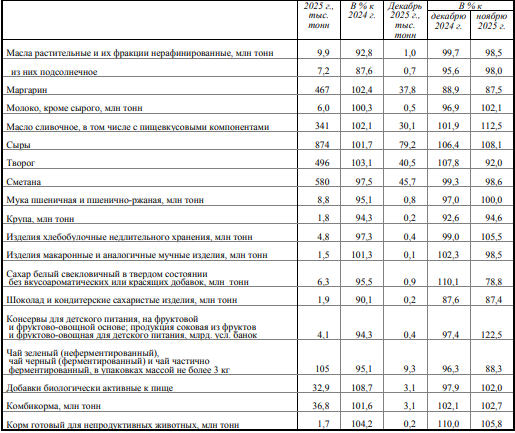 2025 г., тыс. тонн | В % к 2024 г. | Декабрь 2025 г., тыс. тонн | В % к
декабрю 2024 г. | ноябрю 2025 г.
Масла растительные и их фракции нерафинированные, млн тонн 9,9 92,8 1,0 99,7 98,5
из них подсолнечное 7,2 87,6 0,7 95,6 98,0
Маргарин 467 102,4 37,8 88,9 87,5
Молоко, кроме сырого, млн тонн 6,0 100,3 0,5 96,9 102,1
Масло сливочное, в том числе с пищевкусовыми компонентами 341 102,1 30,1 101,9 112,5
Сыры 874 101,7 79,2 106,4 108,1
Творог 496 103,1 40,5 107,8 92,0
Сметана 580 97,5 45,7 99,3 98,6
Мука пшеничная и пшенично-ржаная, млн тонн 8,8 95,1 0,8 97,0 100,0
Крупа, млн тонн 1,8 94,3 0,2 92,6 94,6
Изделия хлебобулочные недлительного хранения, млн тонн 4,8 97,3 0,4 99,0 105,5
Изделия макаронные и аналогичные мучные изделия, млн тонн 1,5 101,3 0,1 102,3 98,5
Сахар белый свекловичный в твердом состоянии
без вкусоароматических или красящих добавок, млн тонн 6,3 95,5 0,9 110,1 78,8
Шоколад и кондитерские сахаристые изделия, млн тонн 1,9 90,1 0,2 87,6 87,4
Консервы для детского питания, на фруктовой
и фруктово-овощной основе; продукция соковая из фруктов
и фруктово-овощная для детского питания, млрд. усл. банок 4,1 94,3 0,4 97,4 122,5
Чай зеленый (неферментированный),
чай черный (ферментированный) и чай частично
ферментированный, в упаковках массой не более 3 кг 105 95,1 9,3 96,3 88,3
Добавки биологически активные к пище 32,9 108,7 3,1 97,9 102,0
Комбикорма, млн тонн 36,8 101,6 3,1 102,1 102,7
Корм готовый для непродуктивных животных, млн тонн 1,7 104,2 0,2 110,0 105,8